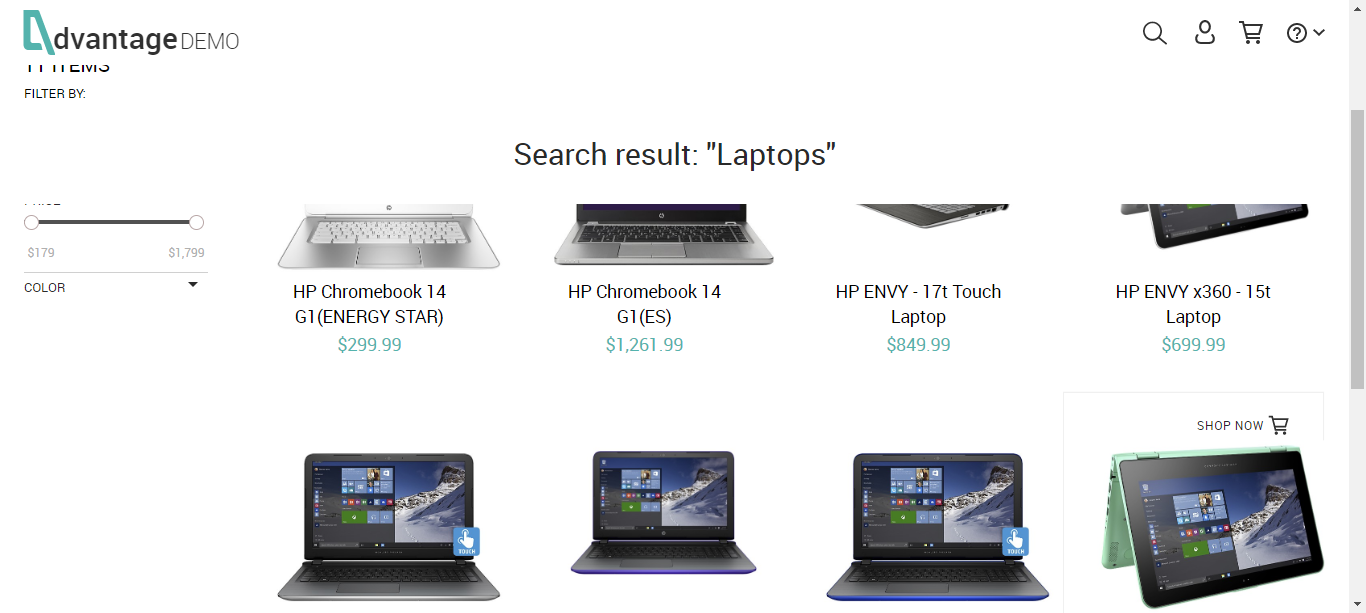 dvantage DEMO
11 ITEMS
FILTER BY:
Search result: "Laptops"
PRICE
$179 $1,799
COLOR
HP Chromebook 14 G1(ENERGY STAR)
$299.99
HP Chromebook 14 G1(ES)
$1,261.99
HP ENVY - 17t Touch Laptop
$849.99
HP ENVY x360 - 15t Laptop
$699.99
SHOP NOW
TOUCH
TOUCH